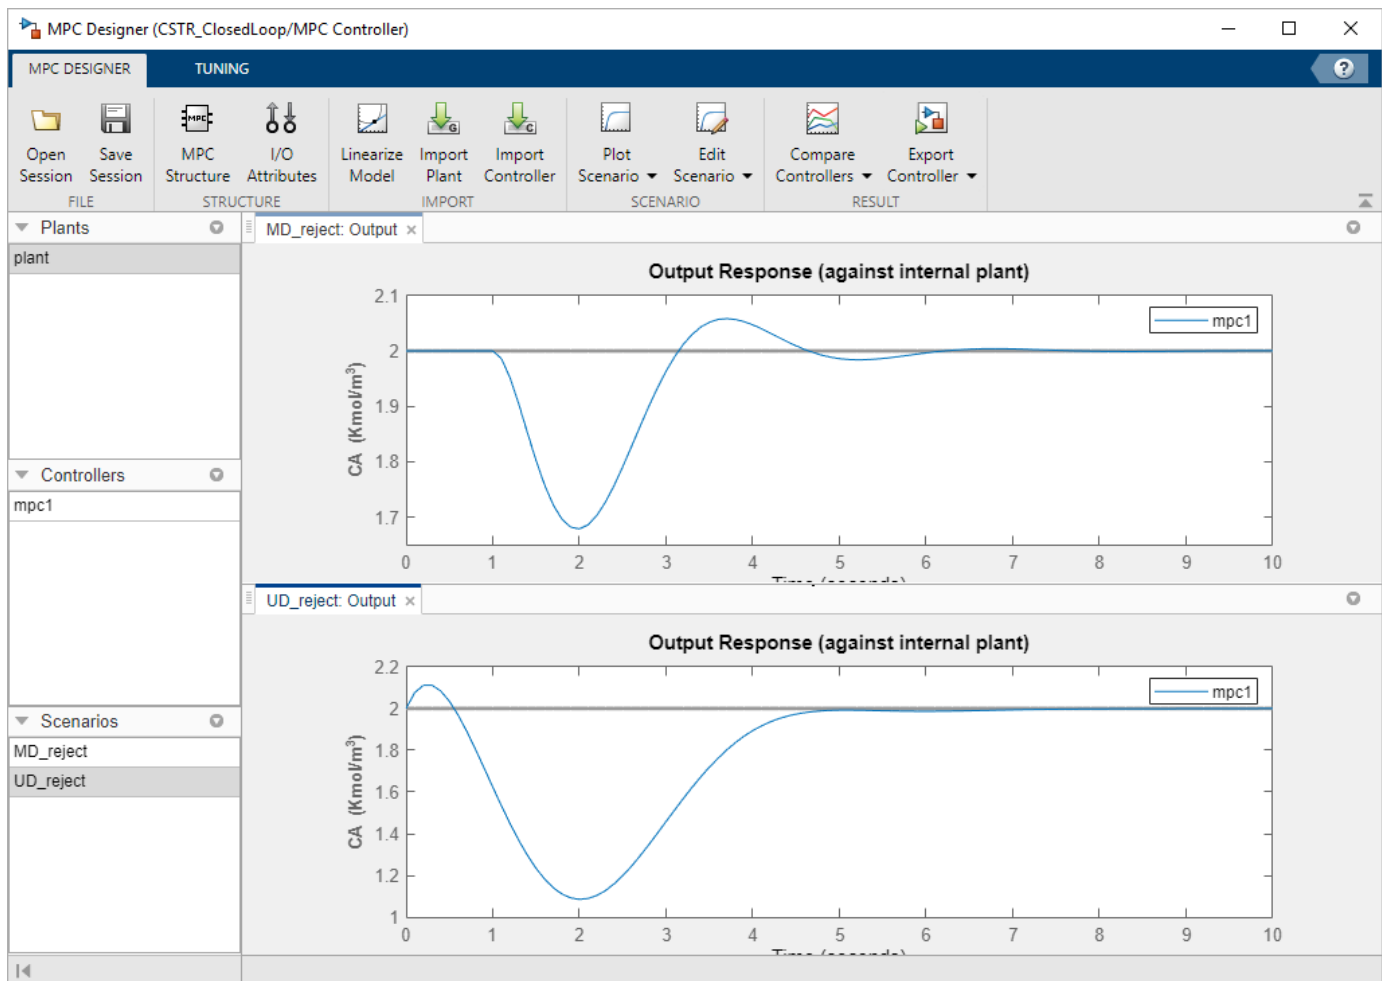 MPC Designer (CSTR_ClosedLoop/MPC Controller)
MPC DESIGNER TUNING
?
MPC G C
Open Session
Save Session
MPC Structure
I/O Attributes
Linearize Model
Import Plant
Import Controller
Plot Scenario
Edit Scenario
Compare Controllers
Export Controller
FILE STRUCTURE IMPORT SCENARIO RESULT
Plants
plant
Controllers
mpc1
Scenarios
MD_reject
UD_reject
MD_reject: Output ×
Output Response (against internal plant)
mpc1
CA (Kmol/m³)
2.1
2
1.9
1.8
1.7
0 1 2 3 4 5 6 7 8 9 10
Time (seconds)
UD_reject: Output ×
Output Response (against internal plant)
mpc1
CA (Kmol/m³)
2.2
2
1.8
1.6
1.4
1.2
1
0 1 2 3 4 5 6 7 8 9 10
Time (seconds)